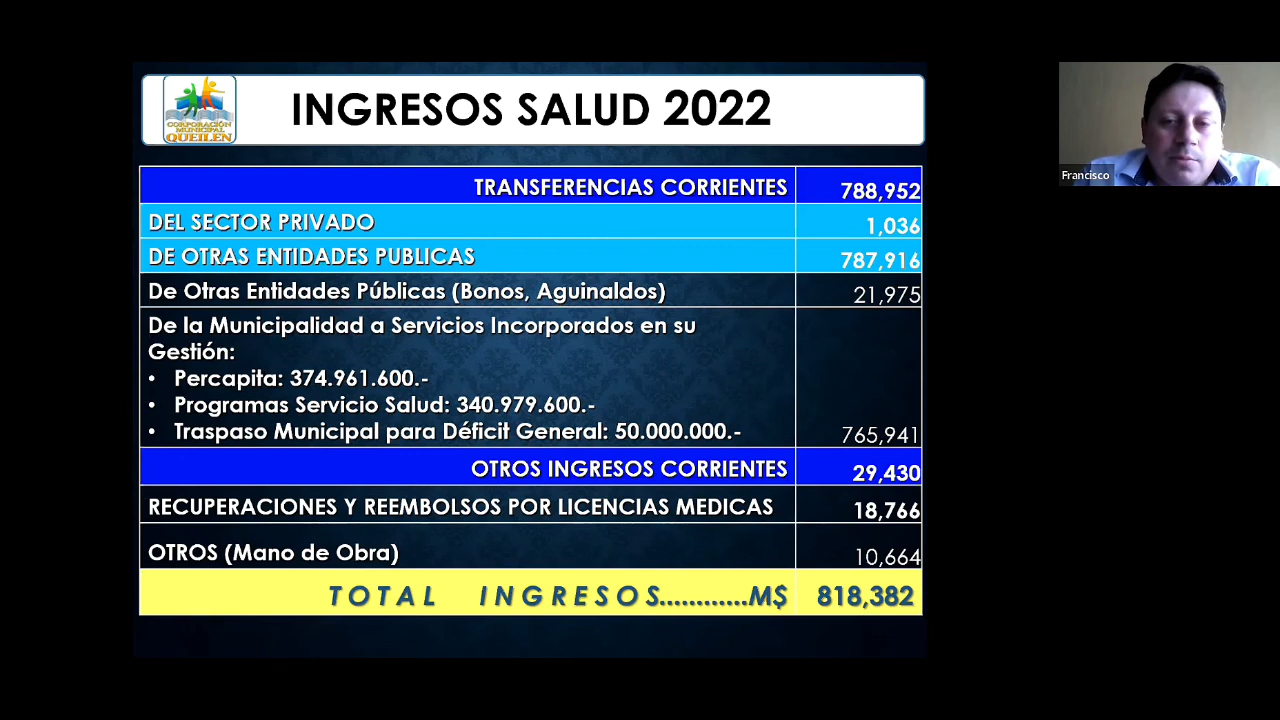 CORPORACIÓN
MUNICIPAL
QUEILEN
INGRESOS SALUD 2022
TRANSFERENCIAS CORRIENTES 788,952
DEL SECTOR PRIVADO 1,036
DE OTRAS ENTIDADES PUBLICAS 787,916
De Otras Entidades Públicas (Bonos, Aguinaldos) 21,975
De la Municipalidad a Servicios Incorporados en su
Gestión:
• Percapita: 374.961.600.-
• Programas Servicio Salud: 340.979.600.-
• Traspaso Municipal para Déficit General: 50.000.000.- 765,941
OTROS INGRESOS CORRIENTES 29,430
RECUPERACIONES Y REEMBOLSOS POR LICENCIAS MEDICAS 18,766
OTROS (Mano de Obra) 10,664
TOTAL INGRESOS............M$ 818,382
Francisco